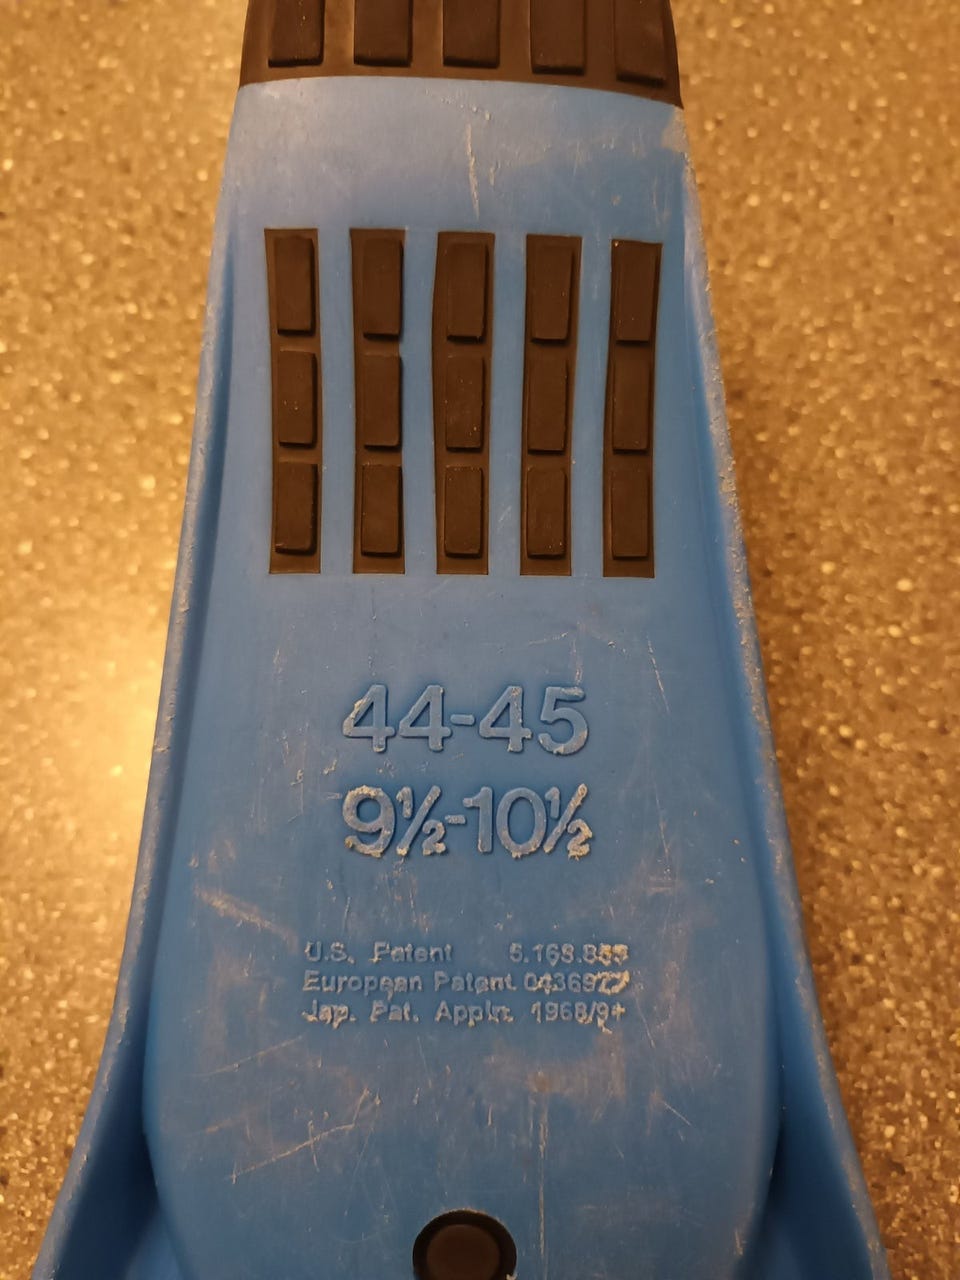 44-45
9½-10½
U.S. Patent
European Patent
Jap. Pat. Appln.